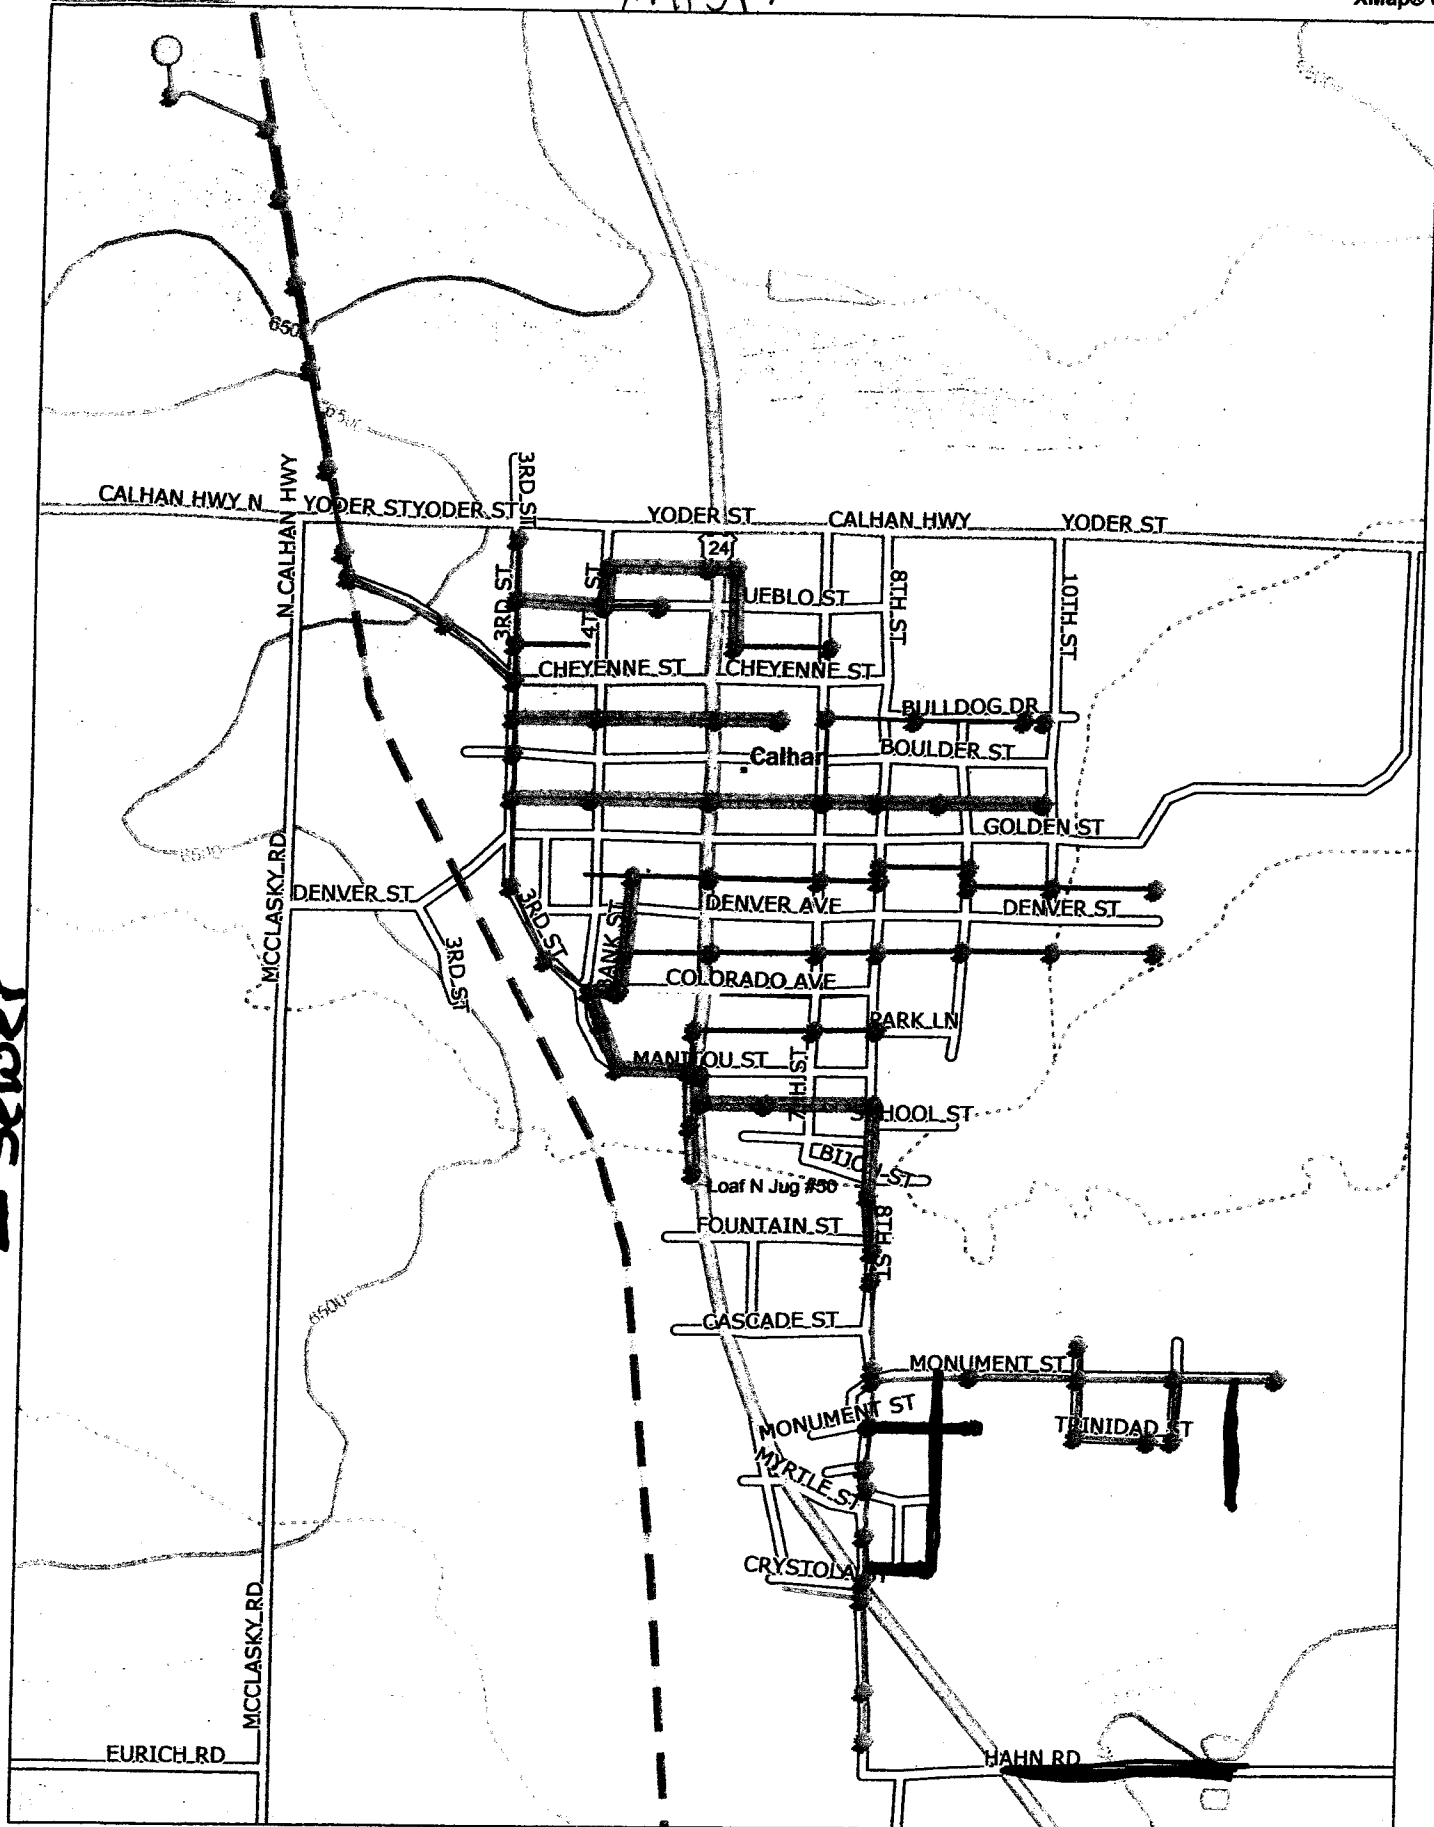 6500
6500
3RD ST
CALHAN HWY N
N CALHAN HWY
YODER ST
YODER ST
YODER ST
CALHAN HWY
YODER ST
24
3RD ST
UEBLO ST
8TH ST
10TH ST
CHEYENNE ST
CHEYENNE ST
BULLDOG DR
BOULDER ST
Calhan
GOLDEN ST
6500
MCCLASKY RD
DENVER ST
3RD ST
BANK ST
DENVER AVE
DENVER ST
3RD ST
COLORADO AVE
PARK LN
MANITOU ST
7TH ST
SCHOOL ST
BIJOU ST
Loaf N Jug #50
FOUNTAIN ST
8TH ST
6500
CASCADE ST
MONUMENT ST
MONUMENT ST
TRINIDAD ST
MYRTLE ST
CRYSTOLA ST
MCCLASKY RD
EURICH RD
HAHN RD